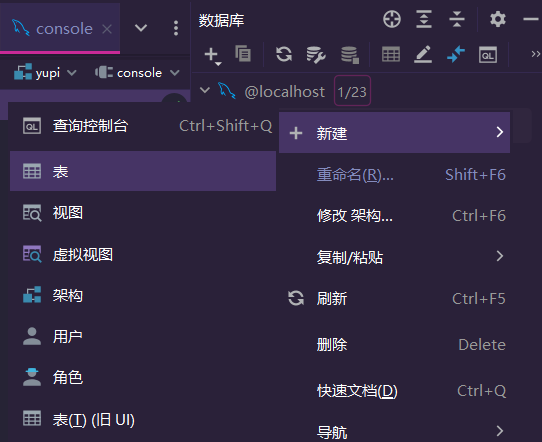 console
数据库
yupi
console
QL
@localhost 1/23
QL 查询控制台 Ctrl+Shift+Q
表
视图
虚拟视图
架构
用户
角色
表(T) (旧 UI)
新建
重命名(R)... Shift+F6
修改 架构... Ctrl+F6
复制/粘贴
刷新 Ctrl+F5
删除 Delete
快速文档(D) Ctrl+Q
导航